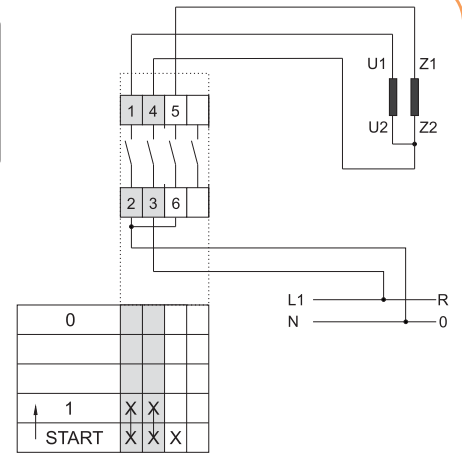 U1 Z1
1 4 5
U2 Z2
2 3 6
L1 R
N 0
0
1 X X
START X X X